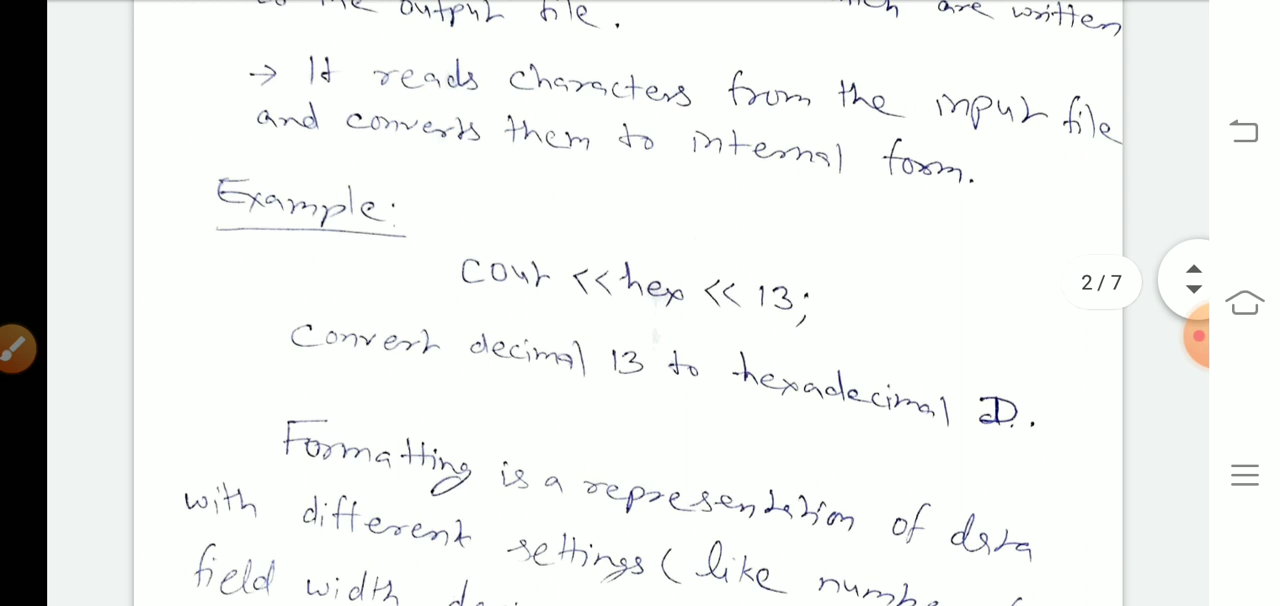 output file.
are written
→ It reads characters from the input file
and converts them to internal form.
Example:
cout << hex << 13;
Convert decimal 13 to hexadecimal D.
Formatting is a representation of data
with different settings (like number
field width
2/7